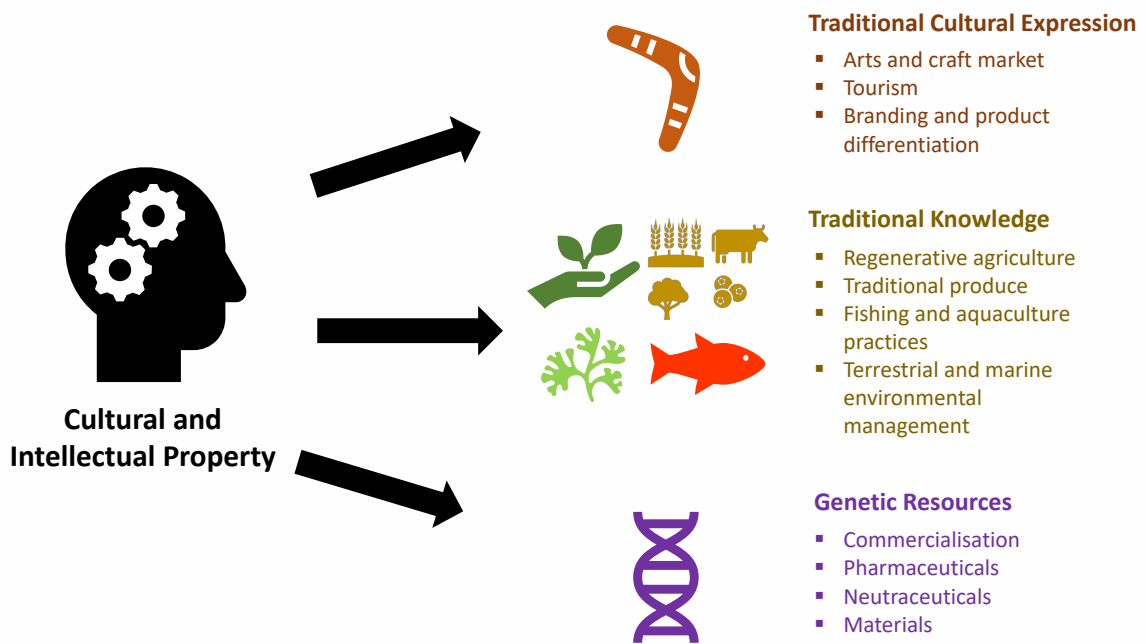 Traditional Cultural Expression
▪ Arts and craft market
▪ Tourism
▪ Branding and product
differentiation
Cultural and
Intellectual Property
Traditional Knowledge
▪ Regenerative agriculture
▪ Traditional produce
▪ Fishing and aquaculture
practices
▪ Terrestrial and marine
environmental
management
Genetic Resources
▪ Commercialisation
▪ Pharmaceuticals
▪ Neutraceuticals
▪ Materials